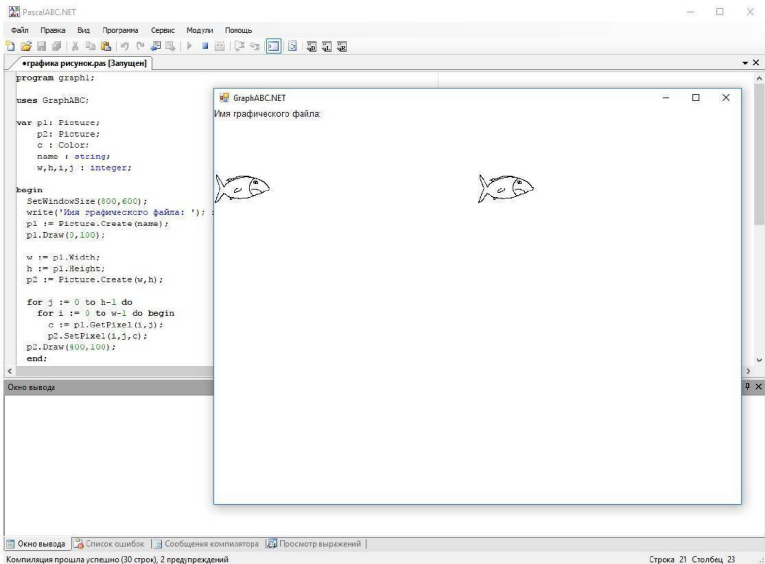 PascalABC.NET
Файл Правка Вид Программа Сервис Модули Помощь
•графика рисунок.pas [Запущен]
program graph1;
uses GraphABC;
var p1: Picture;
p2: Picture;
c : Color;
name : string;
w,h,i,j : integer;
begin
SetWindowSize(800,600);
write('Имя графического файла: ');
p1 := Picture.Create(name);
p1.Draw(0,100);
w := p1.Width;
h := p1.Height;
p2 := Picture.Create(w,h);
for j := 0 to h-1 do
for i := 0 to w-1 do begin
c := p1.GetPixel(i,j);
p2.SetPixel(i,j,c);
p2.Draw(400,100);
end;
GraphABC.NET
Имя графического файла:
Окно вывода
Окно вывода Список ошибок Сообщения компилятора Просмотр выражений
Компиляция прошла успешно (30 строк), 2 предупреждений Строка 21 Столбец 23